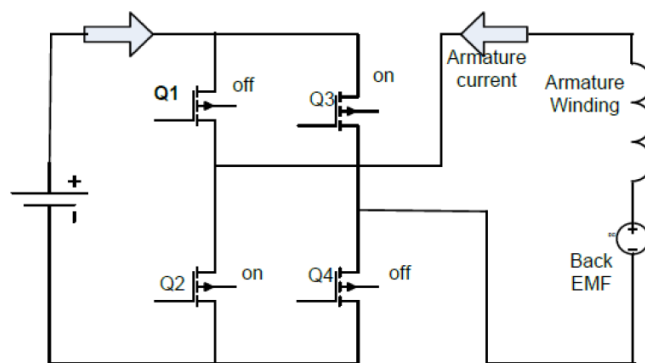 Q1
off
Q3
on
Armature
current
Armature
Winding
+
-
Q2
on
Q4
off
+
-
Back
EMF